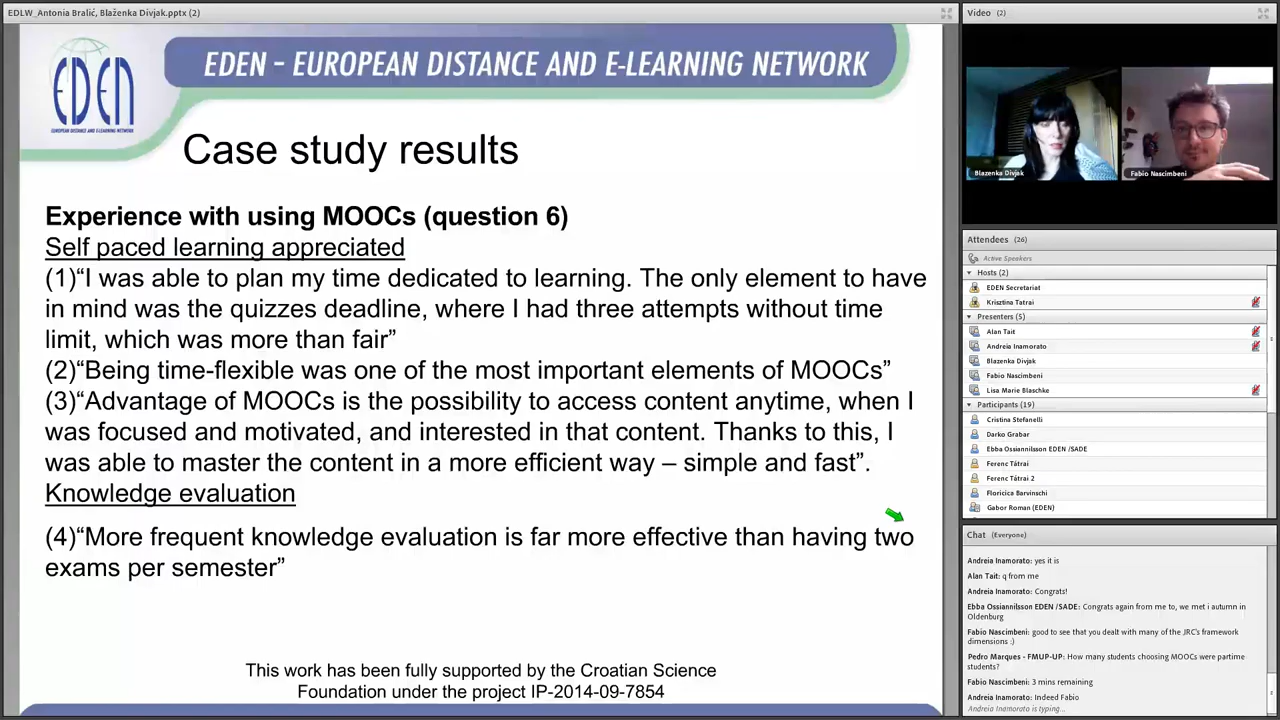 EDLW_Antonia Bralić, Blaženka Divjak.pptx (2)
EDEN
EUROPEAN DISTANCE AND E-LEARNING NETWORK
EDEN – EUROPEAN DISTANCE AND E-LEARNING NETWORK
Case study results
Experience with using MOOCs (question 6)
Self paced learning appreciated
(1)“I was able to plan my time dedicated to learning. The only element to have
in mind was the quizzes deadline, where I had three attempts without time
limit, which was more than fair”
(2)“Being time-flexible was one of the most important elements of MOOCs”
(3)“Advantage of MOOCs is the possibility to access content anytime, when I
was focused and motivated, and interested in that content. Thanks to this, I
was able to master the content in a more efficient way – simple and fast”.
Knowledge evaluation
(4)“More frequent knowledge evaluation is far more effective than having two
exams per semester”
This work has been fully supported by the Croatian Science
Foundation under the project IP-2014-09-7854
Video (2)
Blazenka Divjak
Fabio Nascimbeni
Attendees (26)
Active Speakers
Hosts (2)
EDEN Secretariat
Krisztina Tatrai
Presenters (5)
Alan Tait
Andreia Inamorato
Blazenka Divjak
Fabio Nascimbeni
Lisa Marie Blaschke
Participants (19)
Cristina Stefanelli
Darko Grabar
Ebba Ossiannilsson EDEN /SADE
Ferenc Tátrai
Ferenc Tátrai 2
Floricica Barvinschi
Gabor Roman (EDEN)
Chat (Everyone)
Andreia Inamorato: yes it is
Alan Tait: q from me
Andreia Inamorato: Congrats!
Ebba Ossiannilsson EDEN /SADE: Congrats again from me to, we met i autumn in
Oldenburg
Fabio Nascimbeni: good to see that you dealt with many of the JRC's framework
dimensions :)
Pedro Marques - FMUP-UP: How many students choosing MOOCs were partime
students?
Fabio Nascimbeni: 3 mins remaining
Andreia Inamorato: Indeed Fabio
Andreia Inamorato is typing...